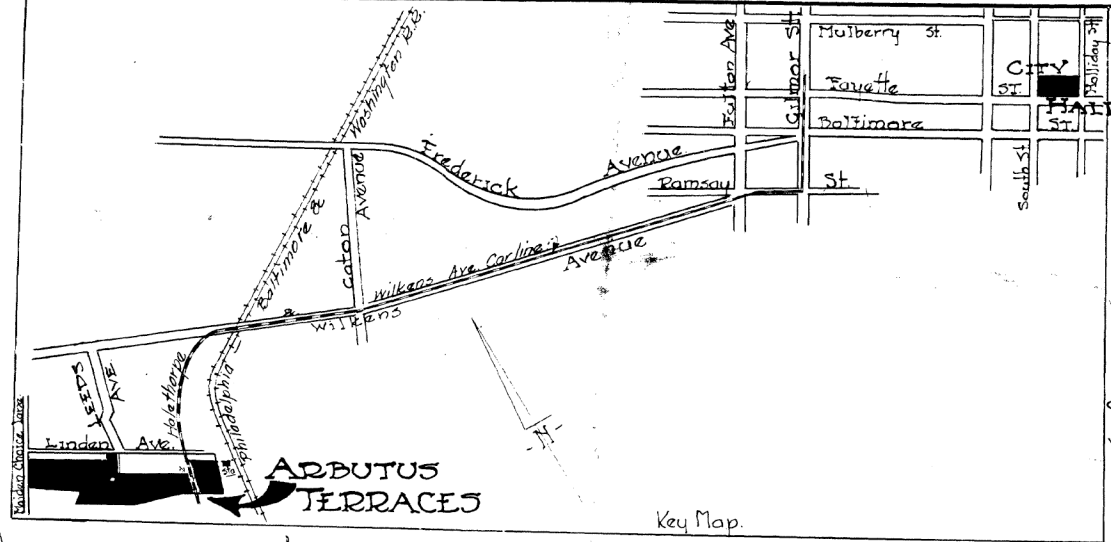 Mulberry St.
Fulton Ave
Gilmor St.
Holliday St.
CITY
HALL
Fayette ST.
Baltimore ST.
South St.
Baltimore & Washington R.R.
Frederick Avenue.
Ramsay St.
Caton AVENUE
Wilkens Ave. Carline
Wilkens Avenue
&
Halethorpe
Philadelphia
LEEDS AVE.
Maiden Choice Lane
Linden Ave.
N
ARBUTUS
TERRACES
Key Map.